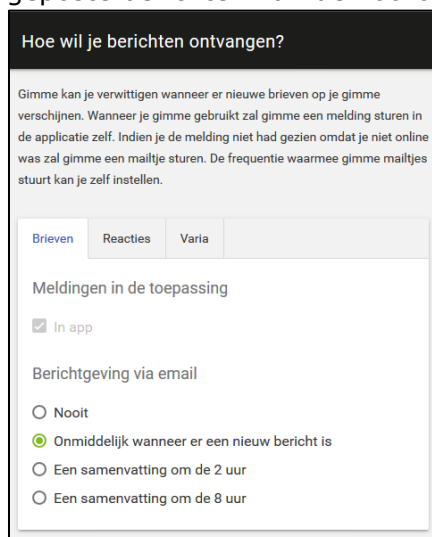 Hoe wil je berichten ontvangen?
Gimme kan je verwittigen wanneer er nieuwe brieven op je gimme
verschijnen. Wanneer je gimme gebruikt zal gimme een melding sturen in
de applicatie zelf. Indien je de melding niet had gezien omdat je niet online
was zal gimme een mailtje sturen. De frequentie waarmee gimme mailtjes
stuurt kan je zelf instellen.
Brieven Reacties Varia
Meldingen in de toepassing
In app
Berichtgeving via email
Nooit
Onmiddelijk wanneer er een nieuw bericht is
Een samenvatting om de 2 uur
Een samenvatting om de 8 uur